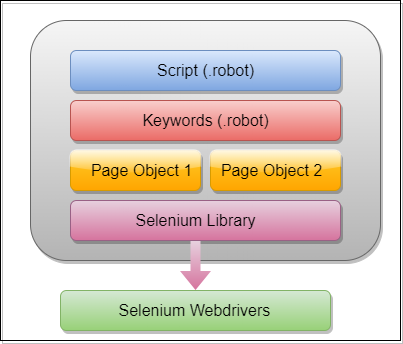 Script (.robot)
Keywords (.robot)
Page Object 1 Page Object 2
Selenium Library
Selenium Webdrivers